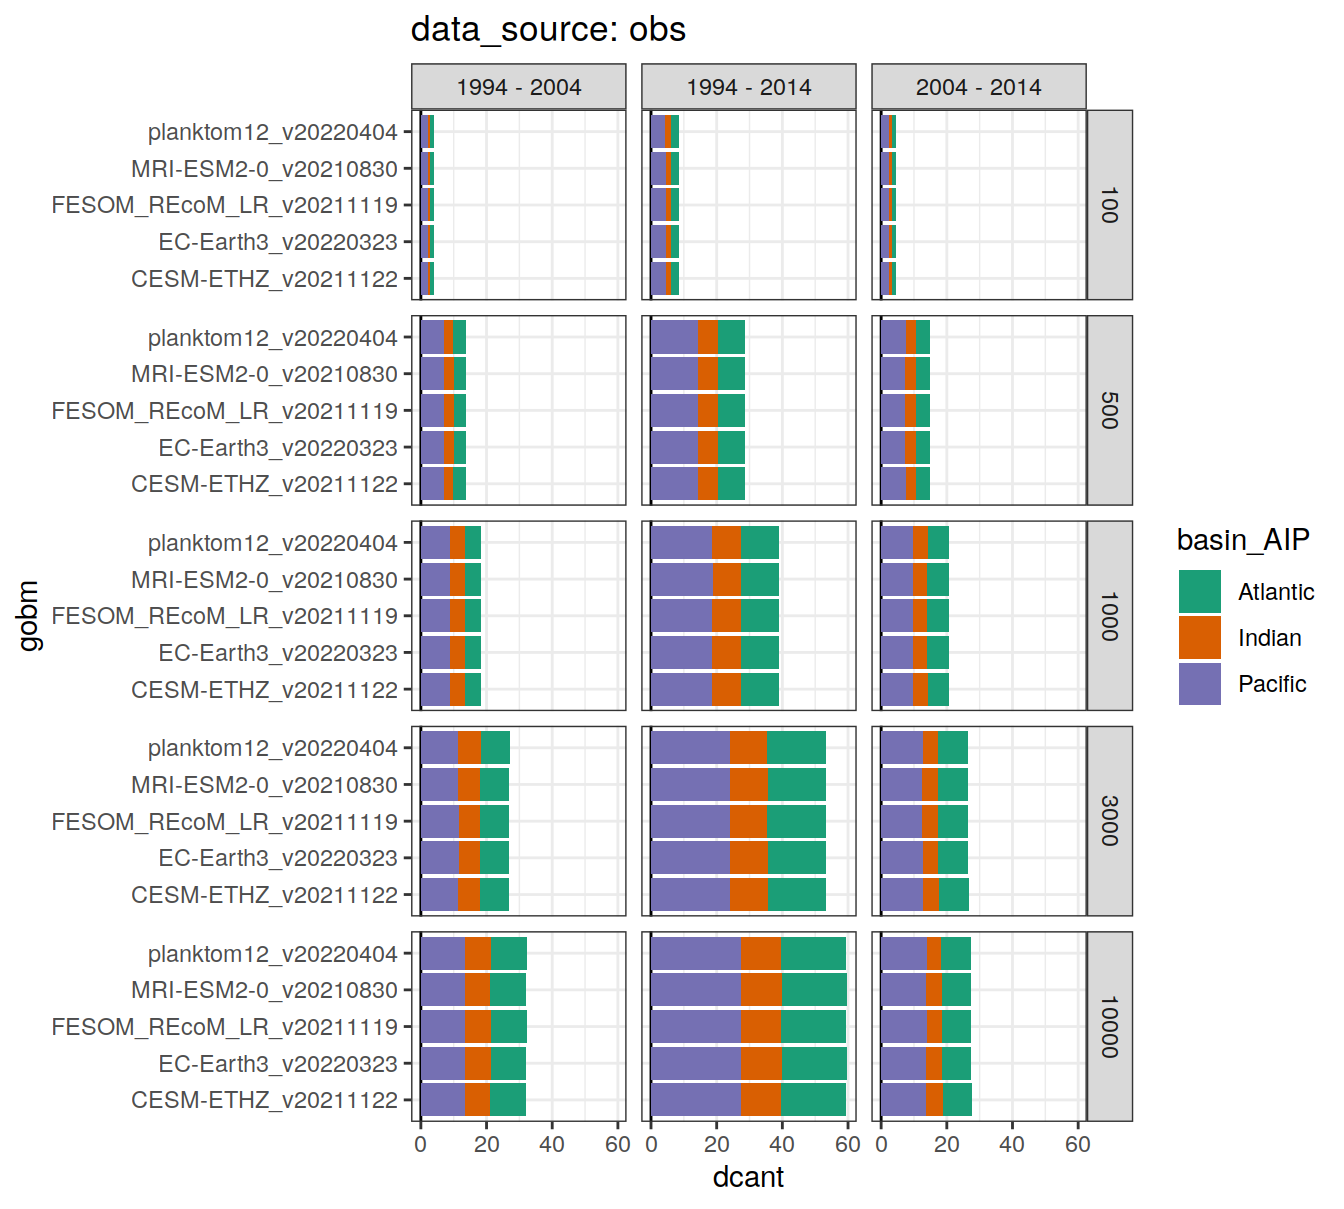 data_source: obs
1994 - 2004
1994 - 2014
2004 - 2014
planktom12_v20220404
MRI-ESM2-0_v20210830
FESOM_REcoM_LR_v20211119
EC-Earth3_v20220323
CESM-ETHZ_v20211122
100
planktom12_v20220404
MRI-ESM2-0_v20210830
FESOM_REcoM_LR_v20211119
EC-Earth3_v20220323
CESM-ETHZ_v20211122
500
planktom12_v20220404
MRI-ESM2-0_v20210830
FESOM_REcoM_LR_v20211119
EC-Earth3_v20220323
CESM-ETHZ_v20211122
1000
planktom12_v20220404
MRI-ESM2-0_v20210830
FESOM_REcoM_LR_v20211119
EC-Earth3_v20220323
CESM-ETHZ_v20211122
3000
planktom12_v20220404
MRI-ESM2-0_v20210830
FESOM_REcoM_LR_v20211119
EC-Earth3_v20220323
CESM-ETHZ_v20211122
10000
gobm
0 20 40 60
0 20 40 60
0 20 40 60
dcant
basin_AIP
Atlantic
Indian
Pacific